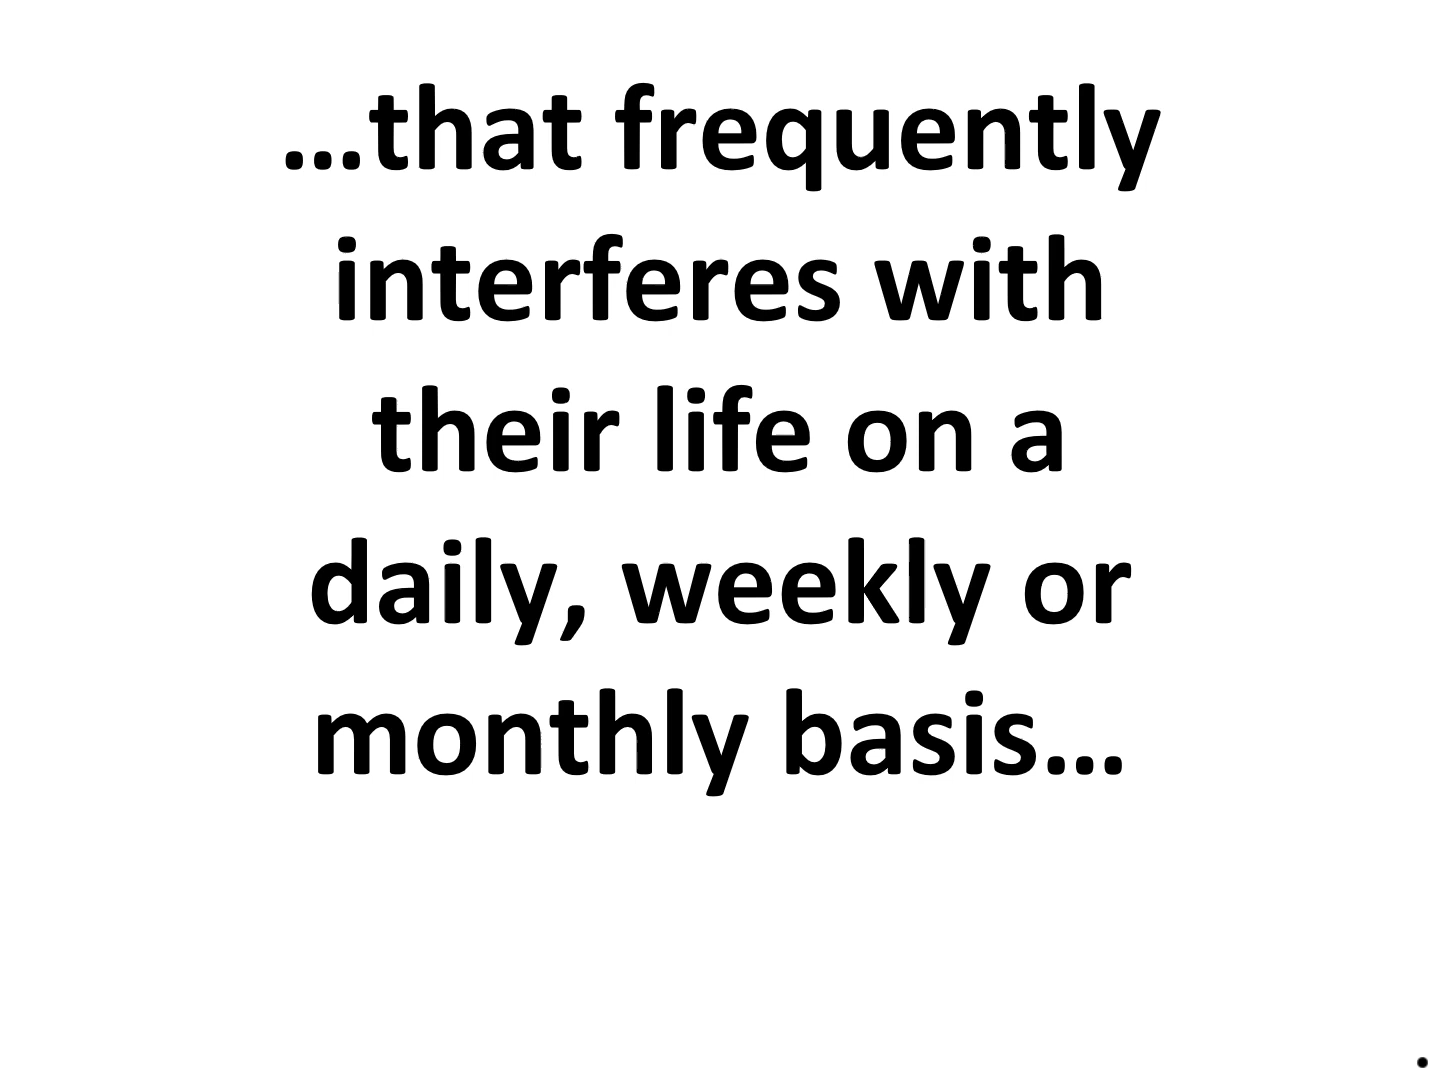 …that frequently
interferes with
their life on a
daily, weekly or
monthly basis…
.